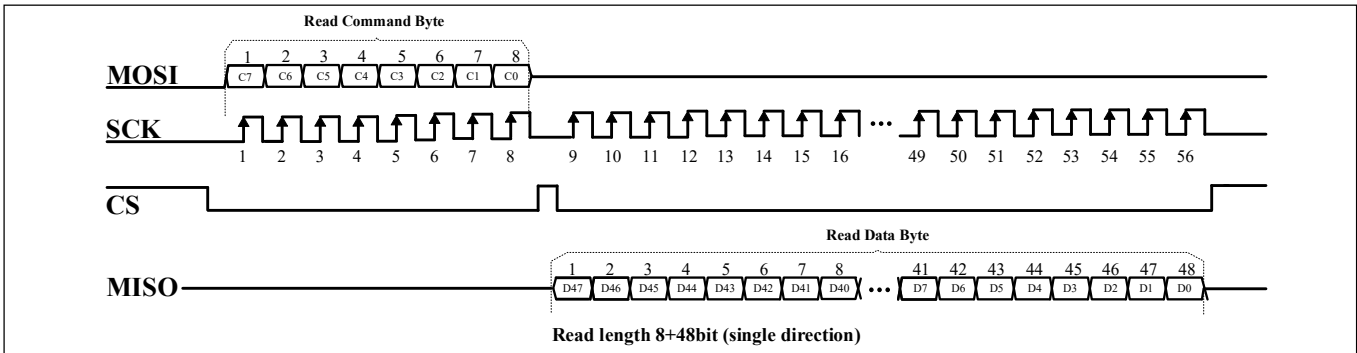 Read Command Byte
1 2 3 4 5 6 7 8
MOSI C7 C6 C5 C4 C3 C2 C1 C0
SCK ...
1 2 3 4 5 6 7 8 9 10 11 12 13 14 15 16 49 50 51 52 53 54 55 56
CS
Read Data Byte
1 2 3 4 5 6 7 8 41 42 43 44 45 46 47 48
MISO D47 D46 D45 D44 D43 D42 D41 D40 ... D7 D6 D5 D4 D3 D2 D1 D0
Read length 8+48bit (single direction)